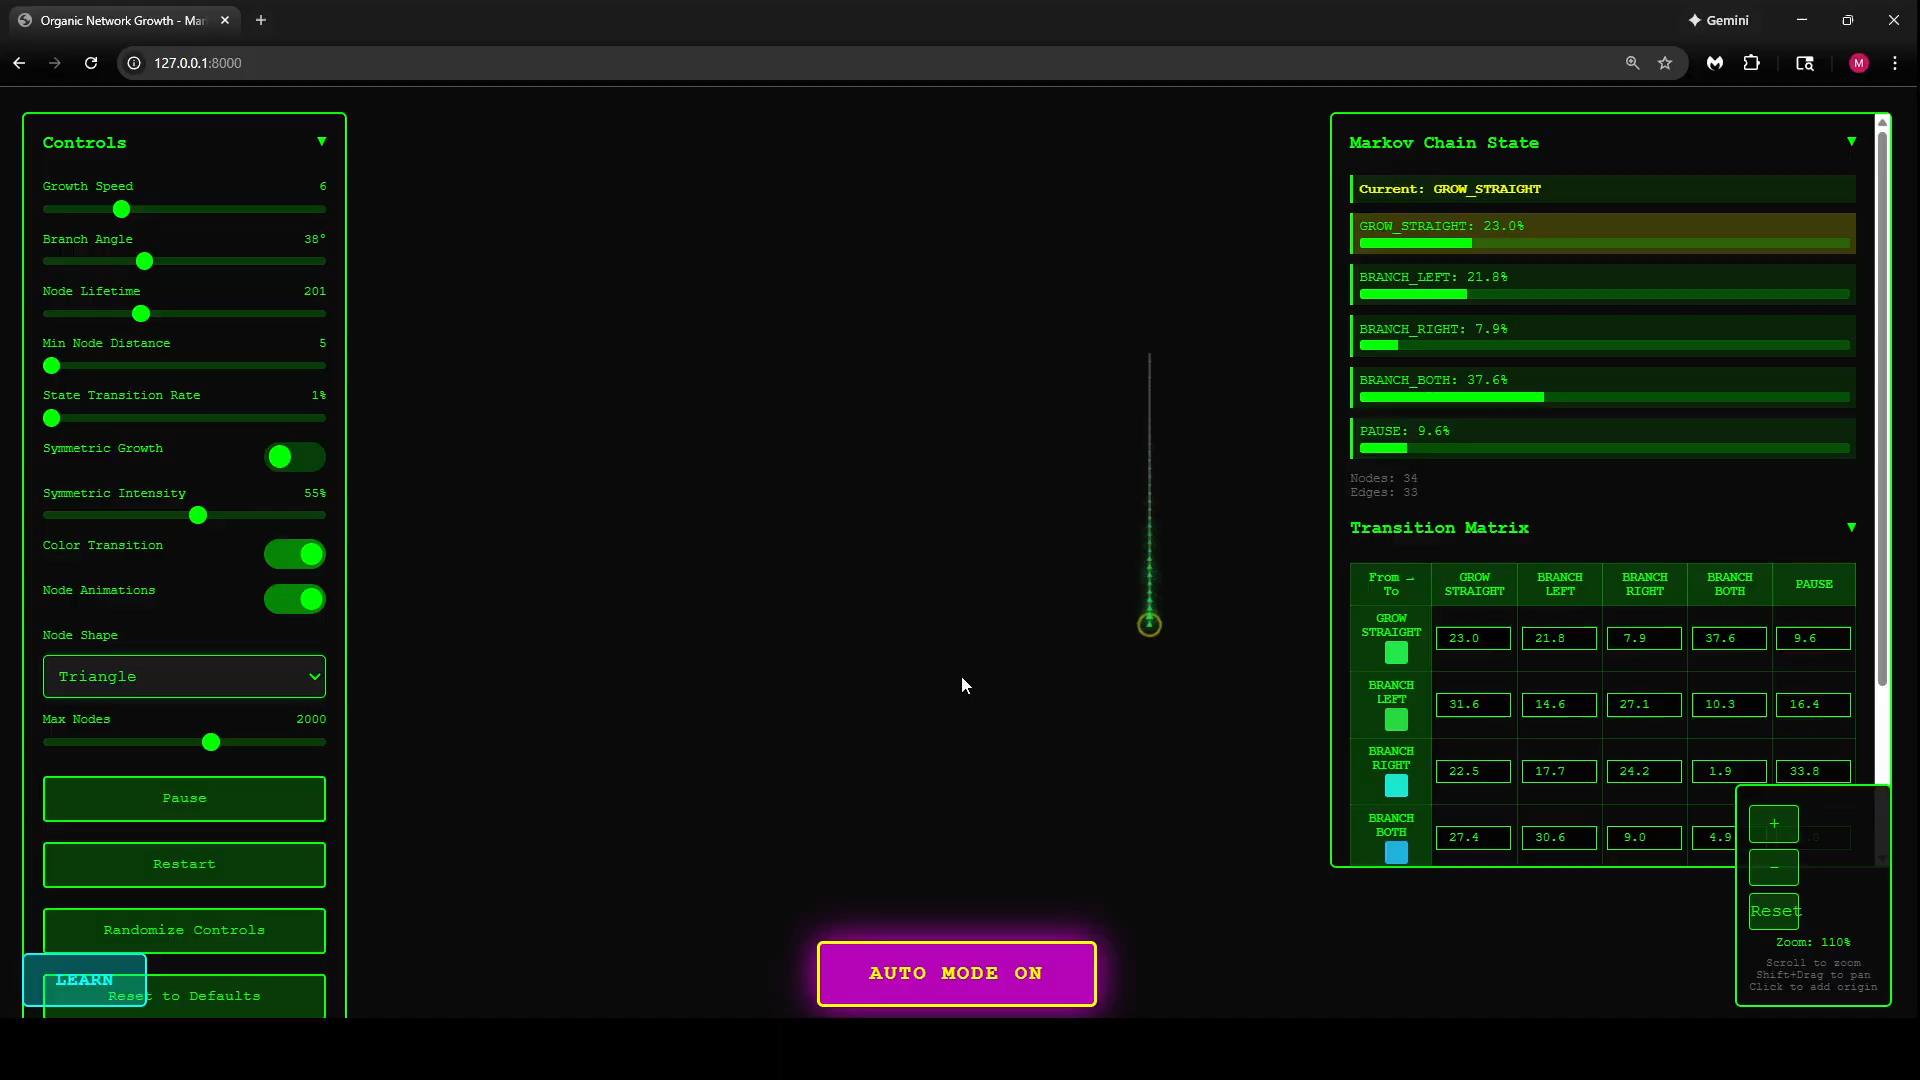 Organic Network Growth - Mar
Gemini
127.0.0.1:8000
M
Controls
Growth Speed 6
Branch Angle 38°
Node Lifetime 201
Min Node Distance 5
State Transition Rate 1%
Symmetric Growth
Symmetric Intensity 55%
Color Transition
Node Animations
Node Shape
Triangle
Max Nodes 2000
Pause
Restart
Randomize Controls
LEARN
Reset to Defaults
AUTO MODE ON
Markov Chain State
Current: GROW_STRAIGHT
GROW_STRAIGHT: 23.0%
BRANCH_LEFT: 21.8%
BRANCH_RIGHT: 7.9%
BRANCH_BOTH: 37.6%
PAUSE: 9.6%
Nodes: 34
Edges: 33
Transition Matrix
From → To GROW STRAIGHT BRANCH LEFT BRANCH RIGHT BRANCH BOTH PAUSE
GROW STRAIGHT 23.0 21.8 7.9 37.6 9.6
BRANCH LEFT 31.6 14.6 27.1 10.3 16.4
BRANCH RIGHT 22.5 17.7 24.2 1.9 33.8
BRANCH BOTH 27.4 30.6 9.0 4.9
+
−
Reset
Zoom: 110%
Scroll to zoom
Shift+Drag to pan
Click to add origin